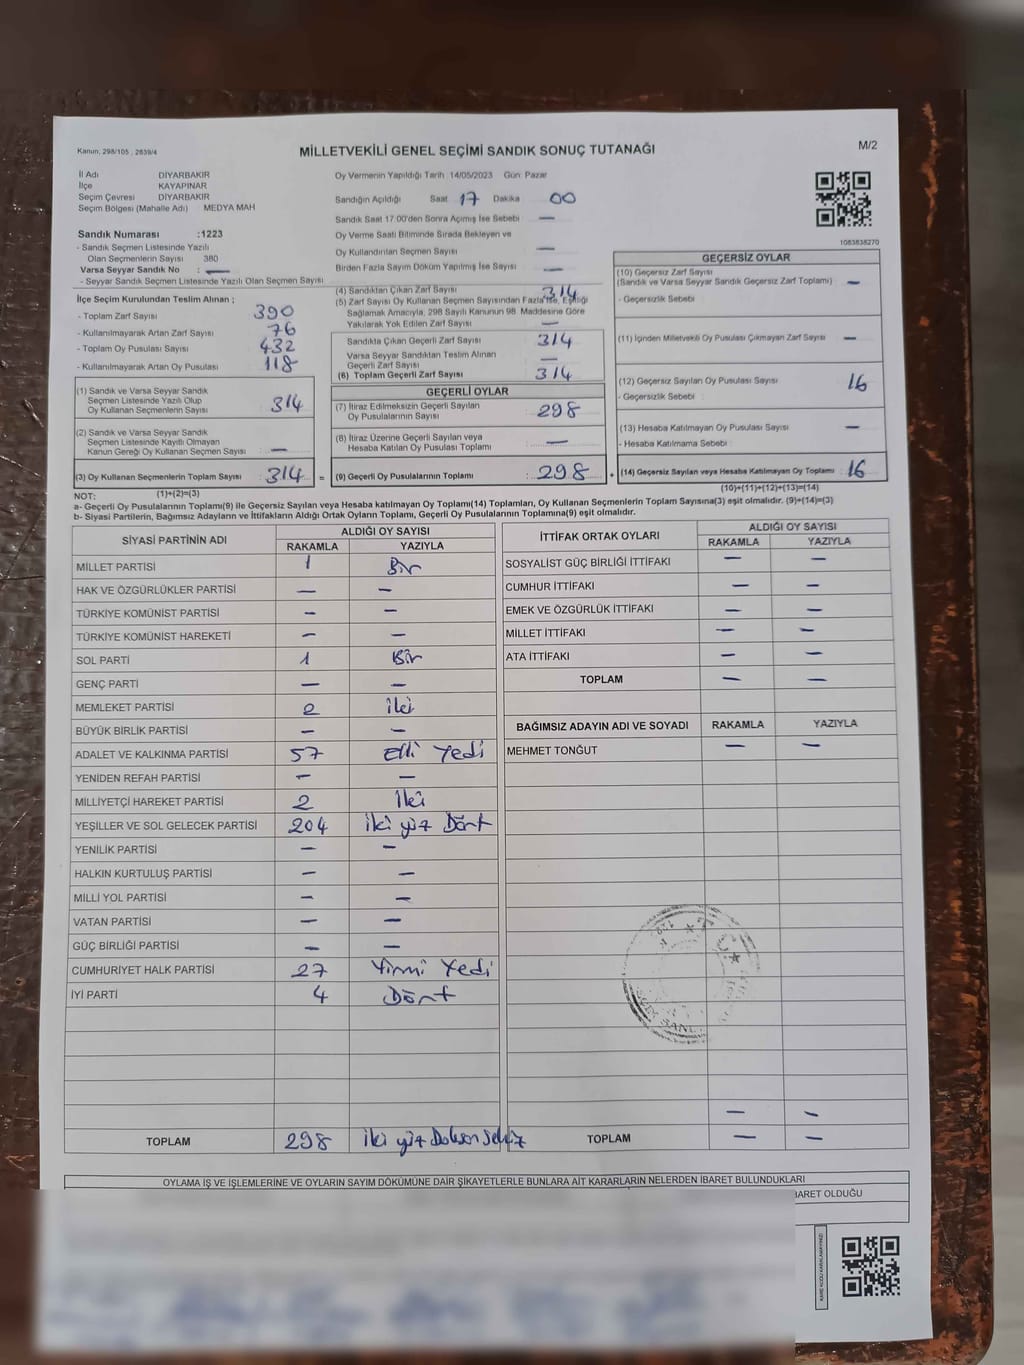 Kanun, 298/105 , 2839/4
MİLLETVEKİLİ GENEL SEÇİMİ SANDIK SONUÇ TUTANAĞI
M/2
İl Adı DİYARBAKIR
İlçe KAYAPINAR
Seçim Çevresi DİYARBAKIR
Seçim Bölgesi (Mahalle Adı) MEDYA MAH
Sandık Numarası :1223
- Sandık Seçmen Listesinde Yazılı
Olan Seçmenlerin Sayısı 380
Varsa Seyyar Sandık No : —
- Seyyar Sandık Seçmen Listesinde Yazılı Olan Seçmen Sayısı
Oy Vermenin Yapıldığı Tarih 14/05/2023 Gün Pazar
Sandığın Açıldığı Saat 17 Dakika 00
Sandık Saat 17:00'den Sonra Açımış İse Sebebi —
Oy Verme Saati Bitiminde Sırada Bekleyen ve
Oy Kullandırılan Seçmen Sayısı —
Birden Fazla Sayım Döküm Yapılmış İse Sayısı —
1083838270
İlçe Seçim Kurulundan Teslim Alınan ;
- Toplam Zarf Sayısı 390
- Kullanılmayarak Artan Zarf Sayısı 76
- Toplam Oy Pusulası Sayısı 432
- Kullanılmayarak Artan Oy Pusulası 118
(1) Sandık ve Varsa Seyyar Sandık
Seçmen Listesinde Yazılı Olup
Oy Kullanan Seçmenlerin Sayısı 314
(2) Sandık ve Varsa Seyyar Sandık
Seçmen Listesinde Kayıtlı Olmayan
Kanun Gereği Oy Kullanan Seçmen Sayısı —
(3) Oy Kullanan Seçmenlerin Toplam Sayısı 314 =
(1)+(2)=(3)
(4) Sandıktan Çıkan Zarf Sayısı 314
(5) Zarf Sayısı Oy Kullanan Seçmen Sayısından Fazla İse, Eşitliği
Sağlamak Amacıyla, 298 Sayılı Kanunun 98. Maddesine Göre
Yakılarak Yok Edilen Zarf Sayısı —
Sandıkta Çıkan Geçerli Zarf 314
Varsa Seyyar Sandıktan Teslim Alınan
Geçerli Zarf Sayısı —
(6) Toplam Geçerli Zarf Sayısı 314
GEÇERLİ OYLAR
(7) İtiraz Edilmeksizin Geçerli Sayılan
Oy Pusulalarının Sayısı 298
(8) İtiraz Üzerine Geçerli Sayılan veya
Hesaba Katılan Oy Pusulası Toplamı —
(9) Geçerli Oy Pusulalarının Toplamı : 298 +
GEÇERSİZ OYLAR
(10) Geçersiz Zarf Sayısı
(Sandık ve Varsa Seyyar Sandık Geçersiz Zarf Toplamı) —
- Geçersizlik Sebebi
(11) İçinden Milletvekili Oy Pusulası Çıkmayan Zarf Sayısı —
(12) Geçersiz Sayılan Oy Pusulası Sayısı 16
- Geçersizlik Sebebi
(13) Hesaba Katılmayan Oy Pusulası Sayısı —
- Hesaba Katılmama Sebebi
(14) Geçersiz Sayılan veya Hesaba Katılmayan Oy Toplamı 16
(10)+(11)+(12)+(13)=(14)
NOT:
a- Geçerli Oy Pusulalarının Toplamı(9) ile Geçersiz Sayılan veya Hesaba katılmayan Oy Toplamı(14) Toplamları, Oy Kullanan Seçmenlerin Toplam Sayısına(3) eşit olmalıdır. (9)+(14)=(3)
b- Siyasi Partilerin, Bağımsız Adayların ve İttifakların Aldığı Ortak Oyların Toplamı, Geçerli Oy Pusulalarının Toplamına(9) eşit olmalıdır.
SİYASİ PARTİNİN ADI ALDIĞI OY SAYISI
RAKAMLA YAZIYLA
MİLLET PARTİSİ 1 Bir
HAK VE ÖZGÜRLÜKLER PARTİSİ — —
TÜRKİYE KOMÜNİST PARTİSİ — —
TÜRKİYE KOMÜNİST HAREKETİ — —
SOL PARTİ 1 Bir
GENÇ PARTİ — —
MEMLEKET PARTİSİ 2 iki
BÜYÜK BİRLİK PARTİSİ — —
ADALET VE KALKINMA PARTİSİ 57 Elli Yedi
YENİDEN REFAH PARTİSİ — —
MİLLİYETÇİ HAREKET PARTİSİ 2 İki
YEŞİLLER VE SOL GELECEK PARTİSİ 204 iki yüz Dört
YENİLİK PARTİSİ — —
HALKIN KURTULUŞ PARTİSİ — —
MİLLİ YOL PARTİSİ — —
VATAN PARTİSİ — —
GÜÇ BİRLİĞİ PARTİSİ — —
CUMHURİYET HALK PARTİSİ 27 Yirmi Yedi
İYİ PARTİ 4 Dört
TOPLAM 298 iki yüz Doksan Sekiz
İTTİFAK ORTAK OYLARI ALDIĞI OY SAYISI
RAKAMLA YAZIYLA
SOSYALİST GÜÇ BİRLİĞİ İTTİFAKI — —
CUMHUR İTTİFAKI — —
EMEK VE ÖZGÜRLÜK İTTİFAKI — —
MİLLET İTTİFAKI — —
ATA İTTİFAKI — —
TOPLAM — —
BAĞIMSIZ ADAYIN ADI VE SOYADI RAKAMLA YAZIYLA
MEHMET TONĞUT — —
— —
TOPLAM — —
OYLAMA İŞ VE İŞLEMLERİNE VE OYLARIN SAYIM DÖKÜMÜNE DAİR ŞİKAYETLERLE BUNLARA AİT KARARLARIN NELERDEN İBARET BULUNDUKLARI
İBARET OLDUĞU